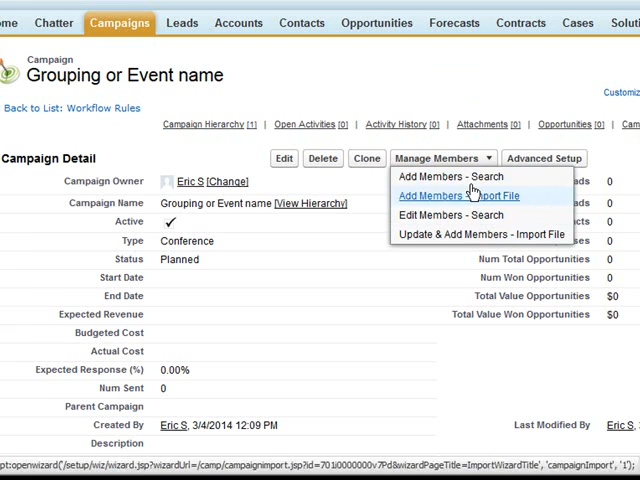 ome Chatter Campaigns Leads Accounts Contacts Opportunities Forecasts Contracts Cases Soluti
Campaign
Grouping or Event name
Customiz
Back to List: Workflow Rules
Campaign Hierarchy [1] | Open Activities [0] | Activity History [0] | Attachments [0] | Opportunities [0] | Cam
Campaign Detail Edit Delete Clone Manage Members ▼ Advanced Setup
Add Members - Search
Add Members - Import File
Edit Members - Search
Update & Add Members - Import File
Campaign Owner Eric S [Change] ads 0
Campaign Name Grouping or Event name [View Hierarchy] 0
Active ✓ 0
Type Conference ses 0
Status Planned Num Total Opportunities 0
Start Date Num Won Opportunities 0
End Date Total Value Opportunities $0
Expected Revenue Total Value Won Opportunities $0
Budgeted Cost
Actual Cost
Expected Response (%) 0.00%
Num Sent 0
Parent Campaign
Created By Eric S, 3/4/2014 12:09 PM Last Modified By Eric S,
Description
pt:openwizard('/setup/wiz/wizard.jsp?wizardUrl=/camp/campaignimport.jsp?id=701i0000000v7Pd&wizardPageTitle=ImportWizardTitle', 'campaignImport', '1');